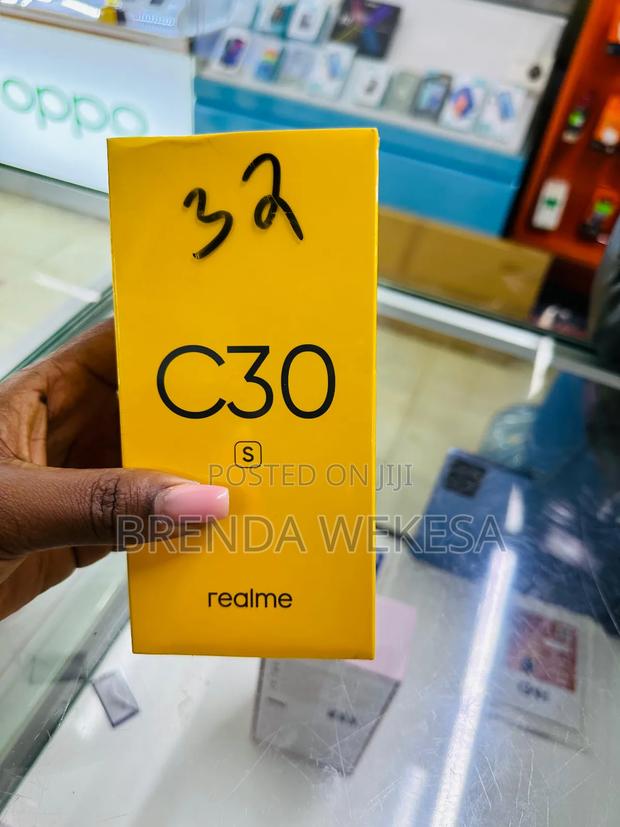 oppo
32
C30
S
POSTED ON JIJI
BRENDA WEKESA
realme